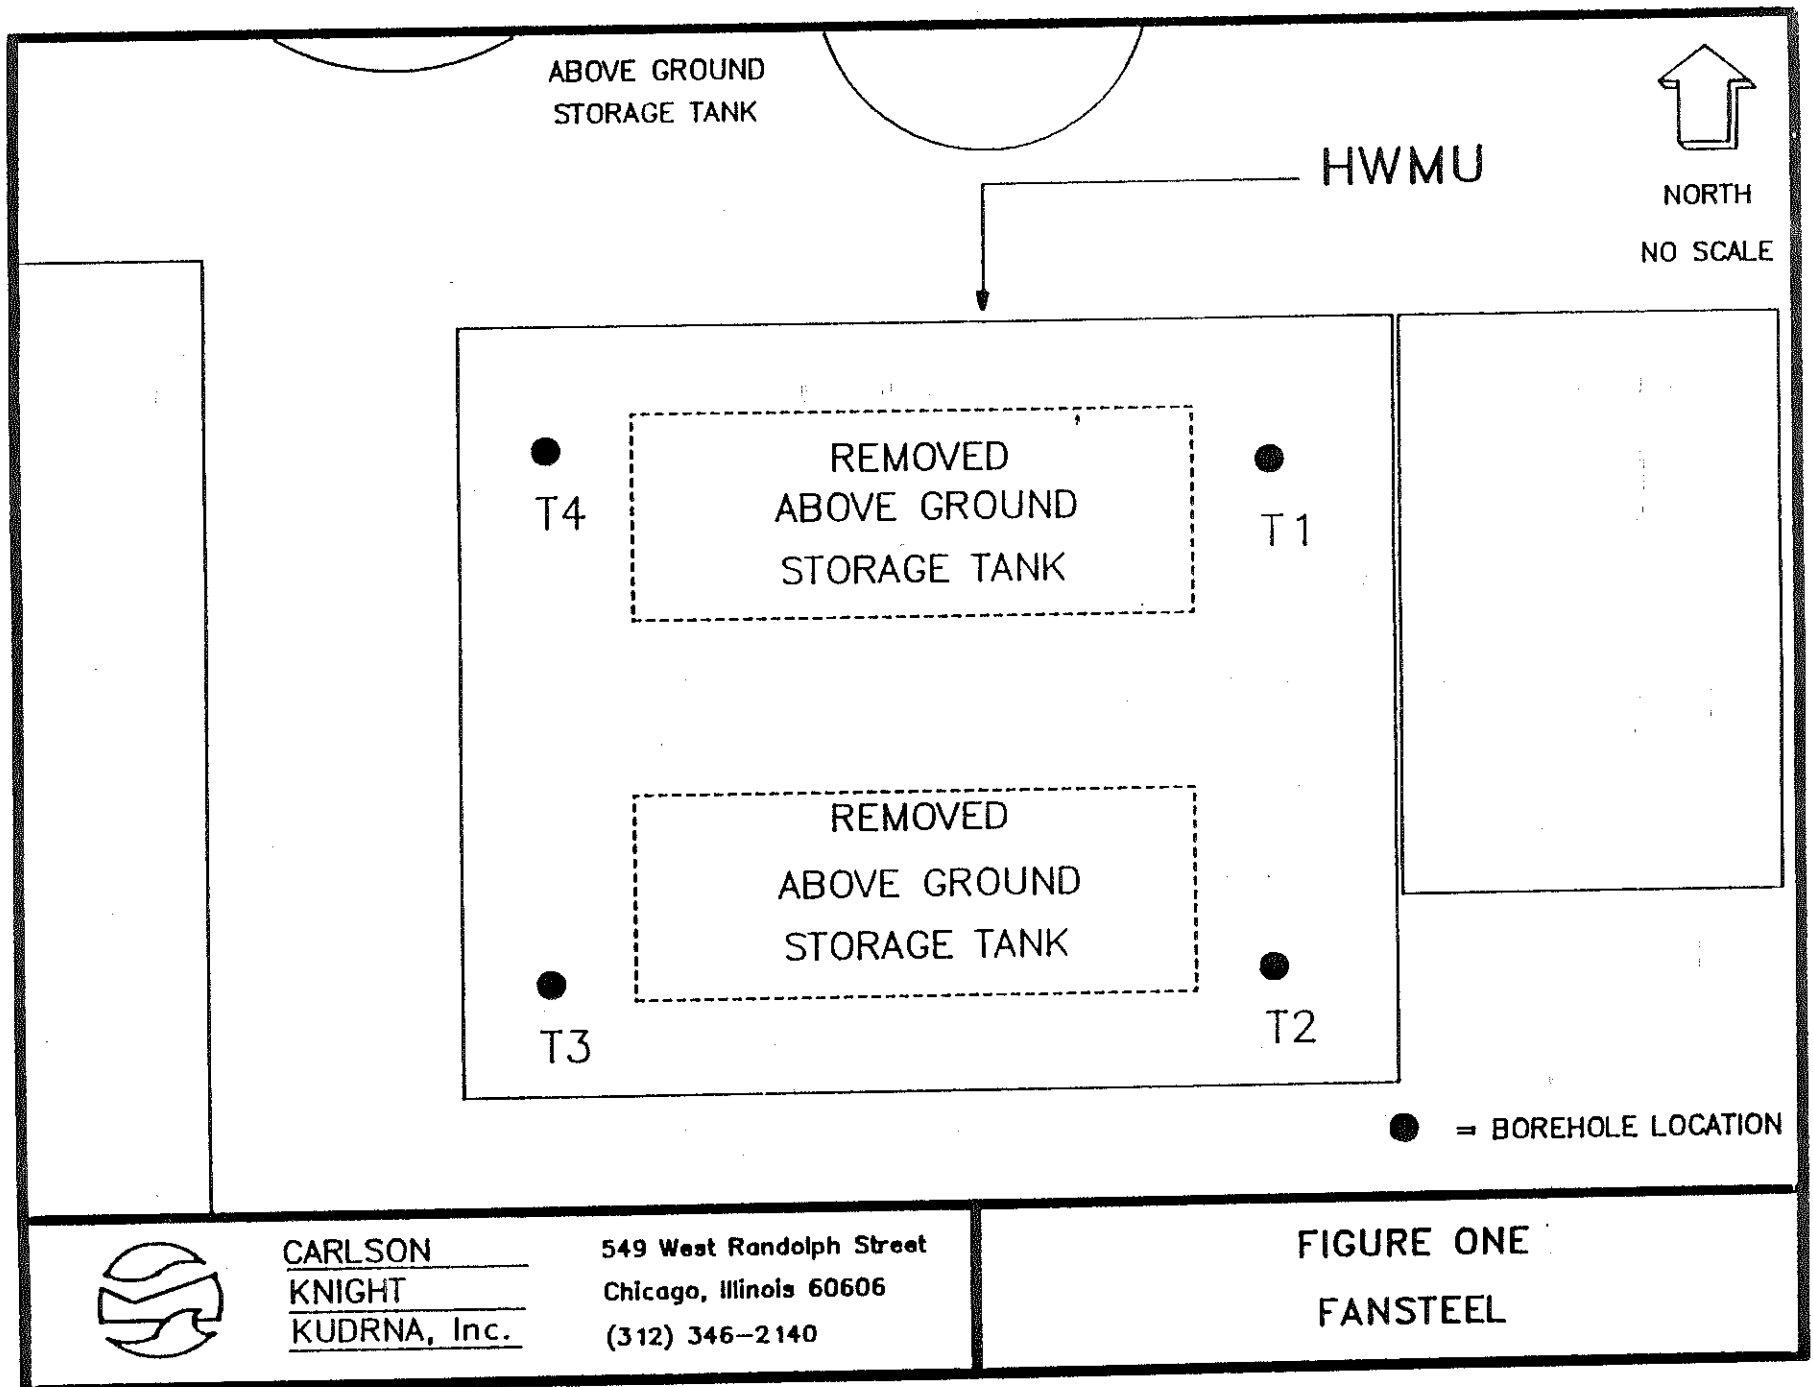 ABOVE GROUND
STORAGE TANK
HWMU
NORTH
NO SCALE
REMOVED
ABOVE GROUND
STORAGE TANK
T4
T1
REMOVED
ABOVE GROUND
STORAGE TANK
T3
T2
= BOREHOLE LOCATION
CARLSON
KNIGHT
KUDRNA, Inc.
549 West Randolph Street
Chicago, Illinois 60606
(312) 346-2140
FIGURE ONE
FANSTEEL